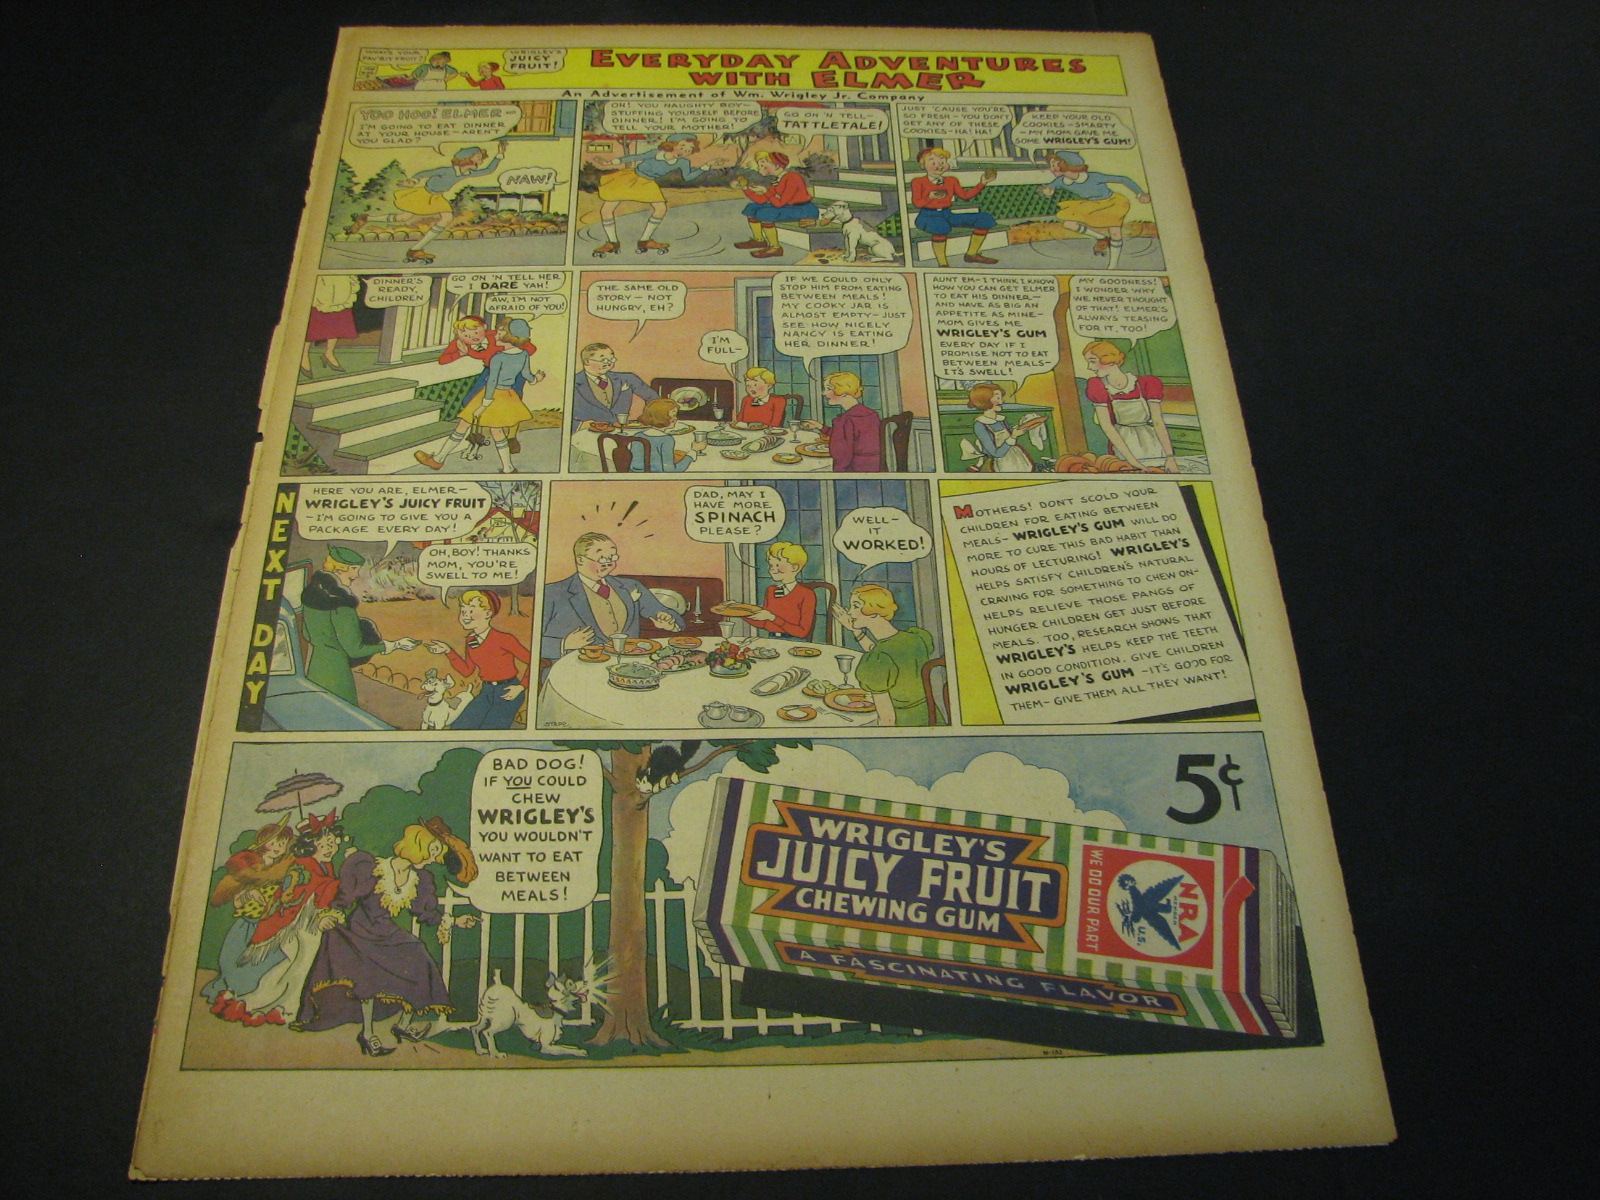 WHAT'S YOUR
FAV'RIT FRUIT?
WRIGLEY'S
JUICY
FRUIT!
EVERYDAY ADVENTURES
WITH ELMER
An Advertisement of Wm. Wrigley Jr. Company
YOO HOO! ELMER—
I'M GOING TO EAT DINNER
AT YOUR HOUSE—AREN'T
YOU GLAD?
NAW!
OH! YOU NAUGHTY BOY—
STUFFING YOURSELF BEFORE
DINNER! I'M GOING TO
TELL YOUR MOTHER!
GO ON 'N TELL—
TATTLETALE!
JUST 'CAUSE YOU'RE
SO FRESH—YOU DON'T
GET ANY OF THESE
COOKIES—HA! HA!
KEEP YOUR OLD
COOKIES—SMARTY
—MY MOM GAVE ME
SOME WRIGLEY'S GUM!
DINNER'S
READY,
CHILDREN
GO ON 'N TELL HER
—I DARE YAH!
AW, I'M NOT
AFRAID OF YOU!
THE SAME OLD
STORY—NOT
HUNGRY, EH?
I'M
FULL—
IF WE COULD ONLY
STOP HIM FROM EATING
BETWEEN MEALS!
MY COOKY JAR IS
ALMOST EMPTY—JUST
SEE HOW NICELY
NANCY IS EATING
HER DINNER!
AUNT EM—I THINK I KNOW
HOW YOU CAN GET ELMER
TO EAT HIS DINNER—
AND HAVE AS BIG AN
APPETITE AS MINE—
MOM GIVES ME
WRIGLEY'S GUM
EVERY DAY IF I
PROMISE NOT TO EAT
BETWEEN MEALS—
IT'S SWELL!
MY GOODNESS!
I WONDER WHY
WE NEVER THOUGHT
OF THAT! ELMER'S
ALWAYS TEASING
FOR IT, TOO!
NEXT DAY
HERE YOU ARE, ELMER—
WRIGLEY'S JUICY FRUIT
—I'M GOING TO GIVE YOU A
PACKAGE EVERY DAY!
OH, BOY! THANKS
MOM, YOU'RE
SWELL TO ME!
DAD, MAY I
HAVE MORE
SPINACH
PLEASE?
WELL—
IT
WORKED!
MOTHERS! DON'T SCOLD YOUR
CHILDREN FOR EATING BETWEEN
MEALS—WRIGLEY'S GUM WILL DO
MORE TO CURE THIS BAD HABIT THAN
HOURS OF LECTURING! WRIGLEY'S
HELPS SATISFY CHILDREN'S NATURAL
CRAVING FOR SOMETHING TO CHEW ON—
HELPS RELIEVE THOSE PANGS OF
HUNGER CHILDREN GET JUST BEFORE
MEALS. TOO, RESEARCH SHOWS THAT
WRIGLEY'S HELPS KEEP THE TEETH
IN GOOD CONDITION. GIVE CHILDREN
WRIGLEY'S GUM—IT'S GOOD FOR
THEM—GIVE THEM ALL THEY WANT!
BAD DOG!
IF YOU COULD
CHEW
WRIGLEY'S
YOU WOULDN'T
WANT TO EAT
BETWEEN
MEALS!
5¢
WRIGLEY'S
JUICY FRUIT
CHEWING GUM
A FASCINATING FLAVOR
NRA
MEMBER
U.S.
WE DO OUR PART